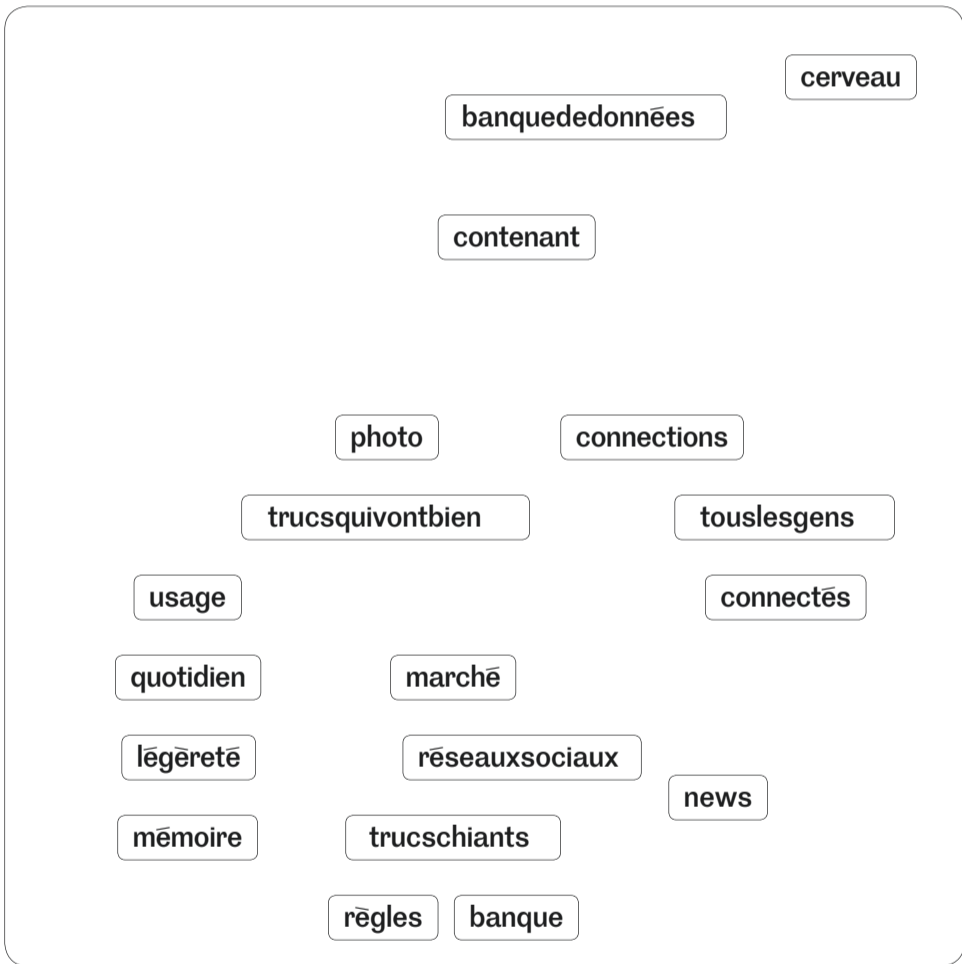 cerveau
banquededonnées
contenant
photo
connections
trucsquivontbien
touslesgens
usage
connectés
quotidien
marché
légèreté
réseauxsociaux
news
mémoire
trucschiants
règles
banque